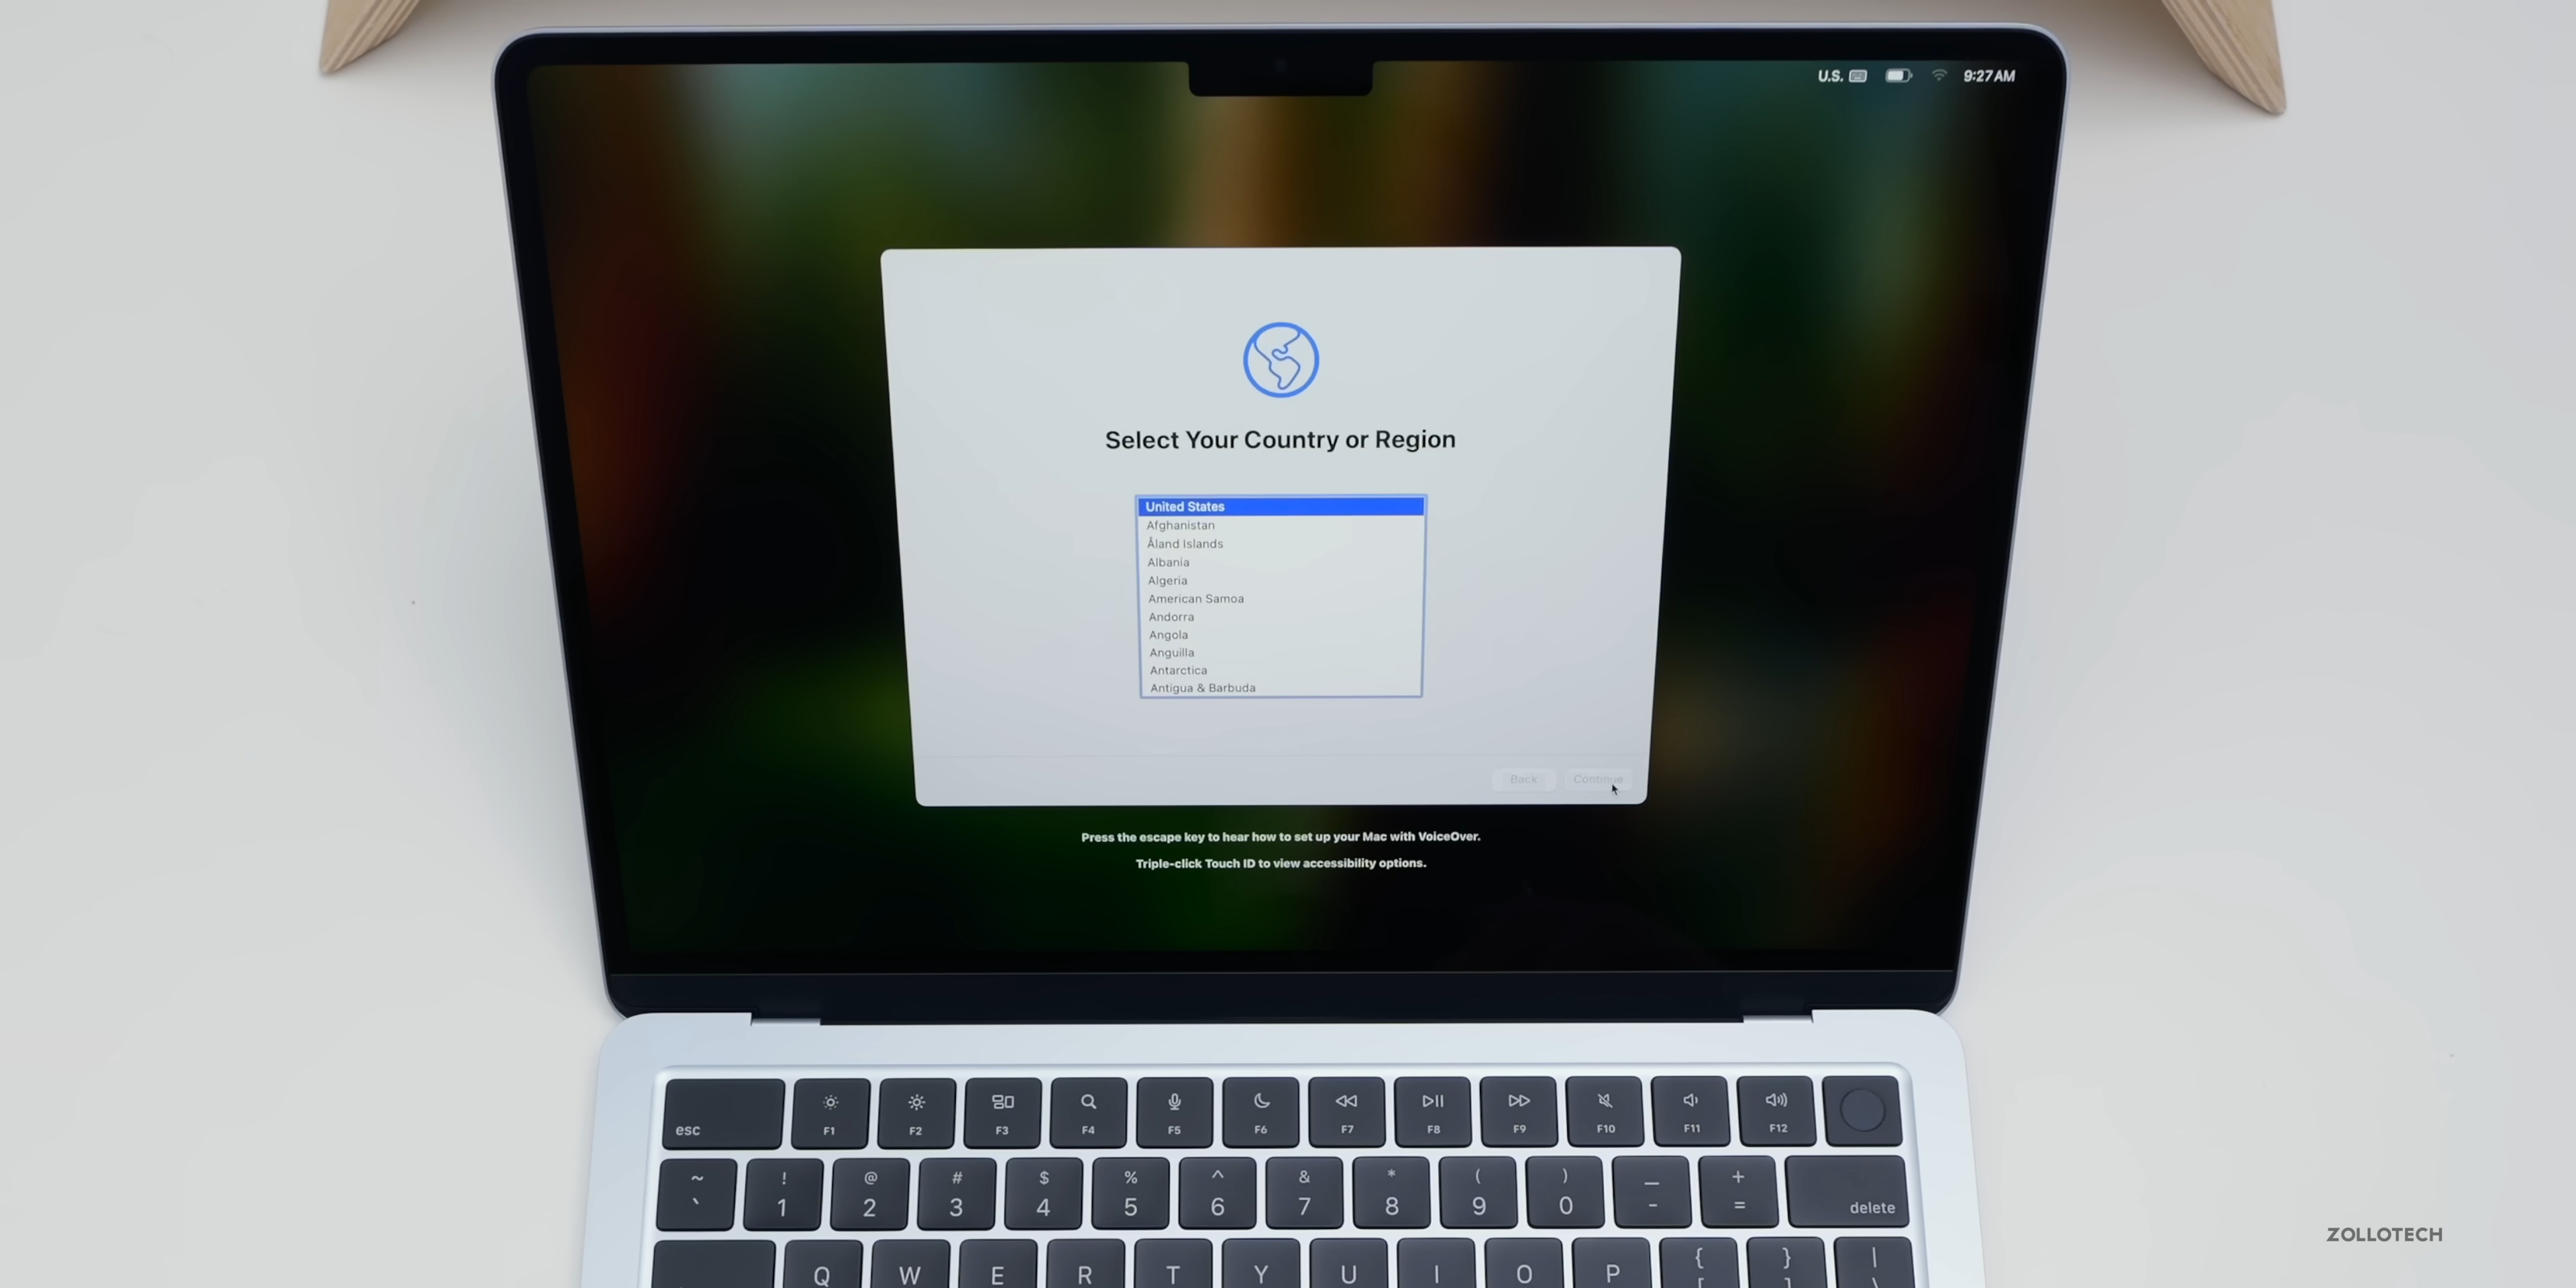 U.S. 9:27 AM
Select Your Country or Region
United States
Afghanistan
Åland Islands
Albania
Algeria
American Samoa
Andorra
Angola
Anguilla
Antarctica
Antigua & Barbuda
Back Continue
Press the escape key to hear how to set up your Mac with VoiceOver.
Triple-click Touch ID to view accessibility options.
esc F1 F2 F3 F4 F5 F6 F7 F8 F9 F10 F11 F12
~ ! @ # $ % ^ & * ( ) _ +
` 1 2 3 4 5 6 7 8 9 0 - = delete
Q W E R T Y U I O P { } |
ZOLLOTECH